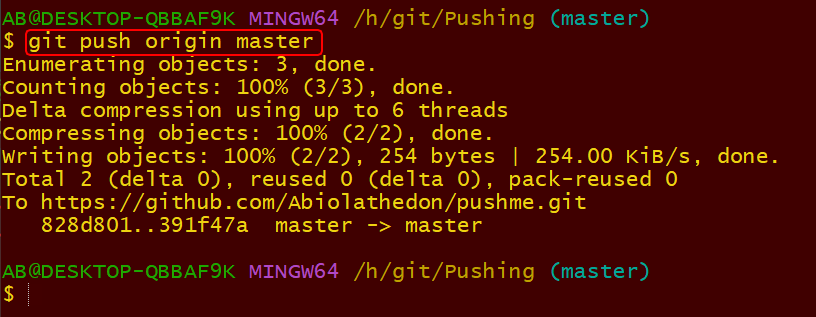 AB@DESKTOP-QBBAF9K MINGW64 /h/git/Pushing (master)
$ git push origin master
Enumerating objects: 3, done.
Counting objects: 100% (3/3), done.
Delta compression using up to 6 threads
Compressing objects: 100% (2/2), done.
Writing objects: 100% (2/2), 254 bytes | 254.00 KiB/s, done.
Total 2 (delta 0), reused 0 (delta 0), pack-reused 0
To https://github.com/Abiolathedon/pushme.git
   828d801..391f47a  master -> master
AB@DESKTOP-QBBAF9K MINGW64 /h/git/Pushing (master)
$